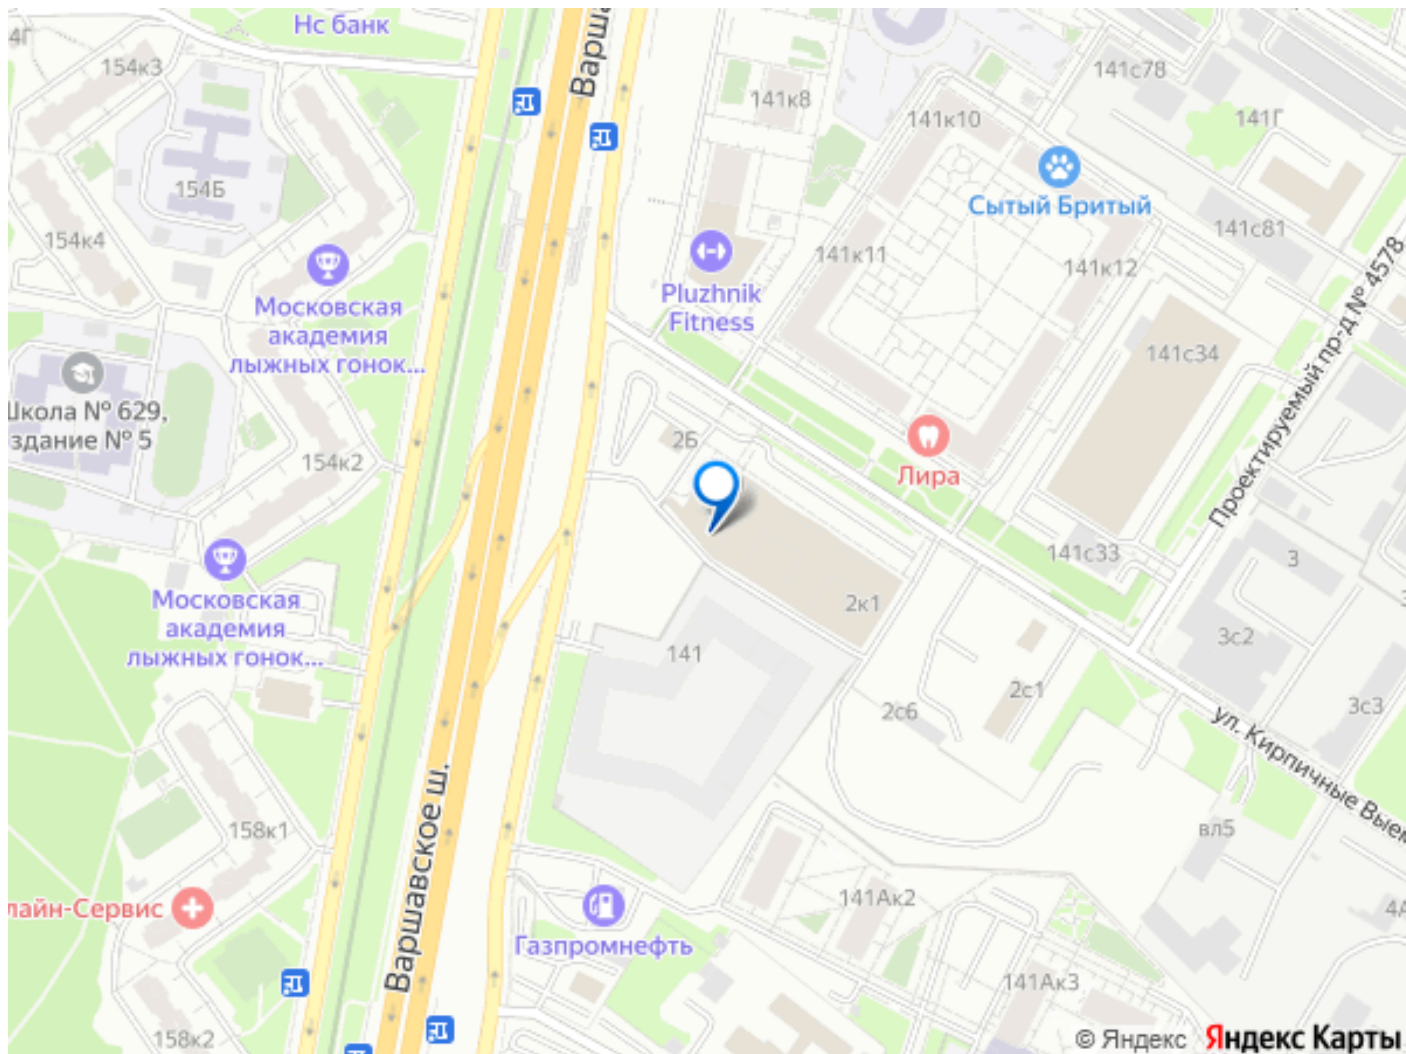 Нс банк
4Г
154к3
Варша
141к8
141с78
141к10
141Г
154Б
Сытый Бритый
141с81
154к4
141к11
141к12
Московская
академия
лыжных гонок...
Pluzhnik
Fitness
Проектируемый пр-д № 4578
141с34
Школа № 629,
здание № 5
154к2
2Б
Лира
141с33
3
Московская
академия
лыжных гонок...
2к1
3с2
141
2с1
2с6
3с3
ул. Кирпичные Выем
Варшавское ш.
158к1
вл5
141Ак2
лайн-Сервис
4А
Газпромнефть
141Ак3
158к2
© Яндекс Яндекс Карты